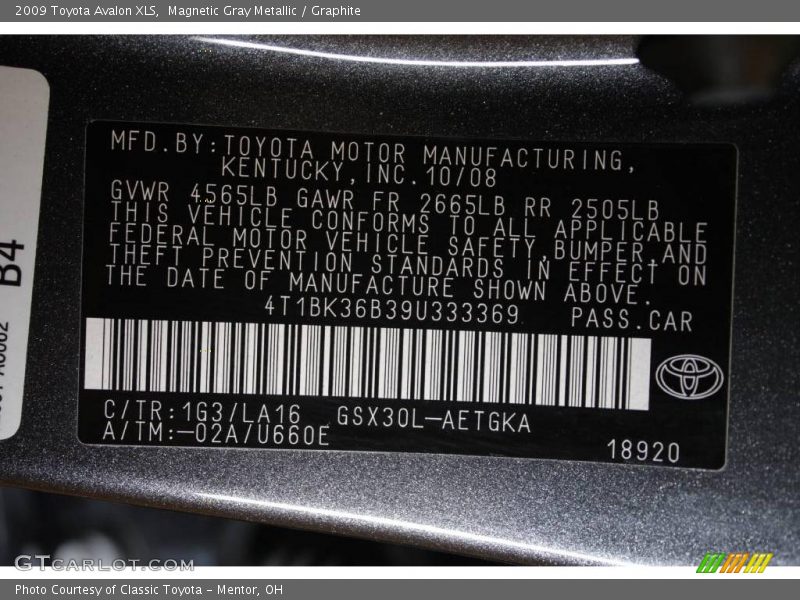 2009 Toyota Avalon XLS,  Magnetic Gray Metallic / Graphite
MFD.BY:TOYOTA MOTOR MANUFACTURING,
KENTUCKY,INC.10/08
GVWR 4565LB GAWR FR 2665LB RR 2505LB
THIS VEHICLE CONFORMS TO ALL APPLICABLE
FEDERAL MOTOR VEHICLE SAFETY,BUMPER,AND
THEFT PREVENTION STANDARDS IN EFFECT ON
THE DATE OF MANUFACTURE SHOWN ABOVE.
4T1BK36B39U333369 PASS.CAR
C/TR:1G3/LA16 GSX30L-AETGKA
A/TM:-02A/U660E
18920
B4
GTCARLOT.COM
Photo Courtesy of Classic Toyota - Mentor, OH